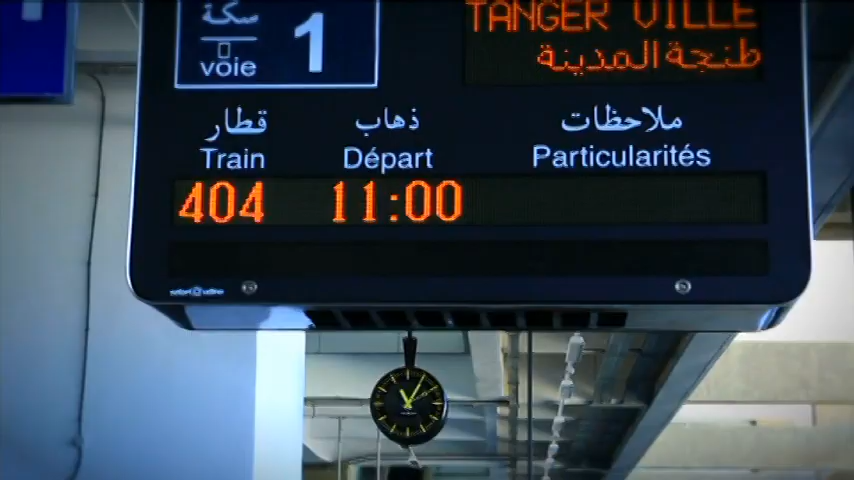 سكة
1
voie
TANGER VILLE
طنجة المدينة
قطار ذهاب ملاحظات
Train Départ Particularités
404 11:00